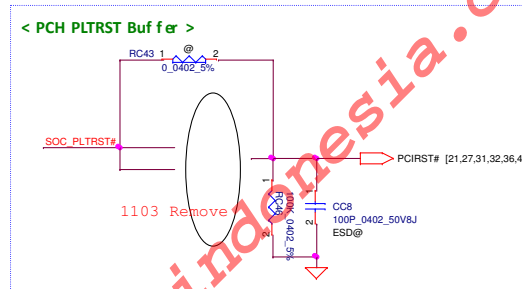 < PCH PLTRST Buffer >
@
RC43 1 2
0_0402_5%
SOC_PLTRST#
PCIRST# [21,27,31,32,36,4
1
2
RC46
100K_0402_5%
1
2
CC8
100P_0402_50V8J
ESD@
1103 Remove
indonesia.